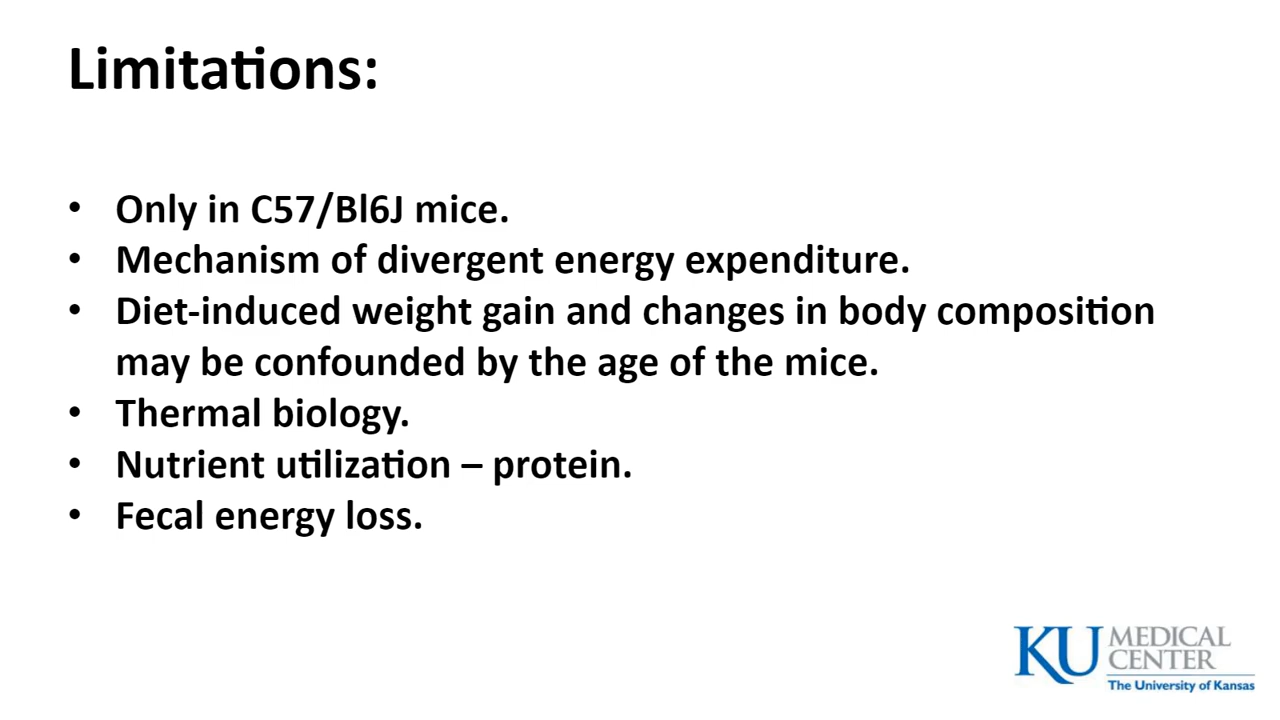 Limitations:
• Only in C57/Bl6J mice.
• Mechanism of divergent energy expenditure.
• Diet-induced weight gain and changes in body composition
may be confounded by the age of the mice.
• Thermal biology.
• Nutrient utilization – protein.
• Fecal energy loss.
KU MEDICAL
CENTER
The University of Kansas